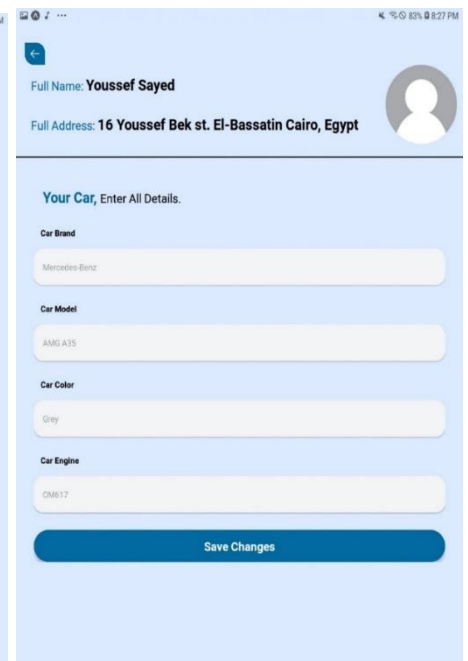 83% 8:27 PM
Full Name: Youssef Sayed
Full Address: 16 Youssef Bek st. El-Bassatin Cairo, Egypt
Your Car, Enter All Details.
Car Brand
Mercedes-Benz
Car Model
AMG A35
Car Color
Grey
Car Engine
OM617
Save Changes